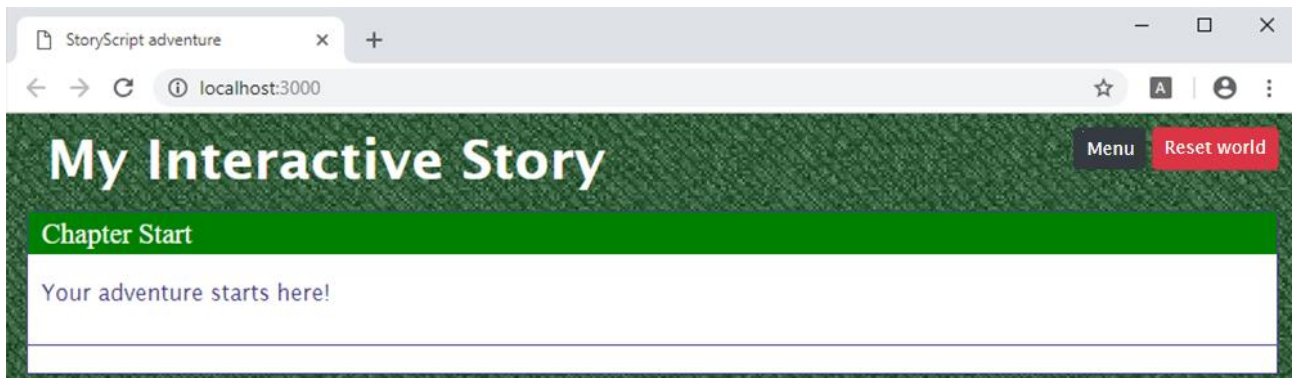 StoryScript adventure
localhost:3000
A
My Interactive Story
Menu
Reset world
Chapter Start
Your adventure starts here!